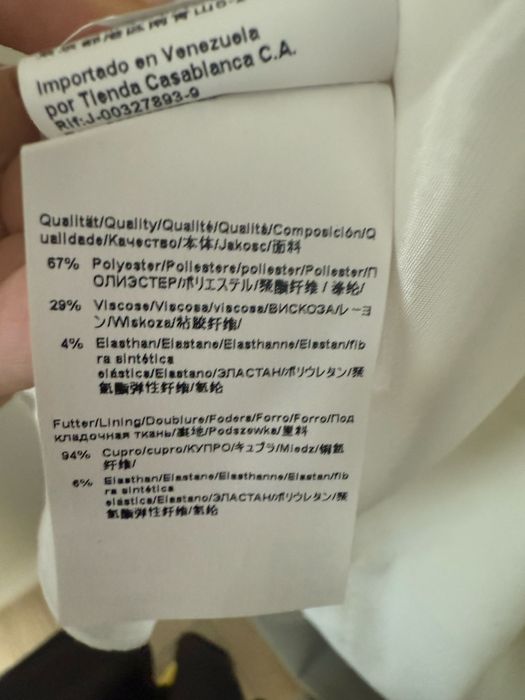 Importado en Venezuela
por Tienda Casablanca C.A.
Rif:J-00327893-9
Qualität/Quality/Qualité/Qualità/Composición/Q
ualidade/Качество/本体/Jakosc/面料
67% Polyester/Poliestere/poliester/Poliester/П
ОЛИЭСТЕР/ポリエステル/聚酯纤维 / 涤纶/
29% Viscose/Viscosa/viscosa/ВИСКОЗА/レーヨ
ン/Wiskoza/粘胶纤维/
4% Elasthan/Elastane/Elasthanne/Elastan/fib
ra sintética
elástica/Elastano/ЭЛАСТАН/ポリウレタン/聚
氨酯弹性纤维/氨纶
Futter/Lining/Doublure/Fodera/Forro/Forro/Под
кладочная ткань/裏地/Podszewka/里料
94% Cupro/cupro/КУПРО/キュプラ/Miedz/铜氨
纤维/
6% Elasthan/Elastane/Elasthanne/Elastan/fib
ra sintética
elástica/Elastano/ЭЛАСТАН/ポリウレタン/聚
氨酯弹性纤维/氨纶